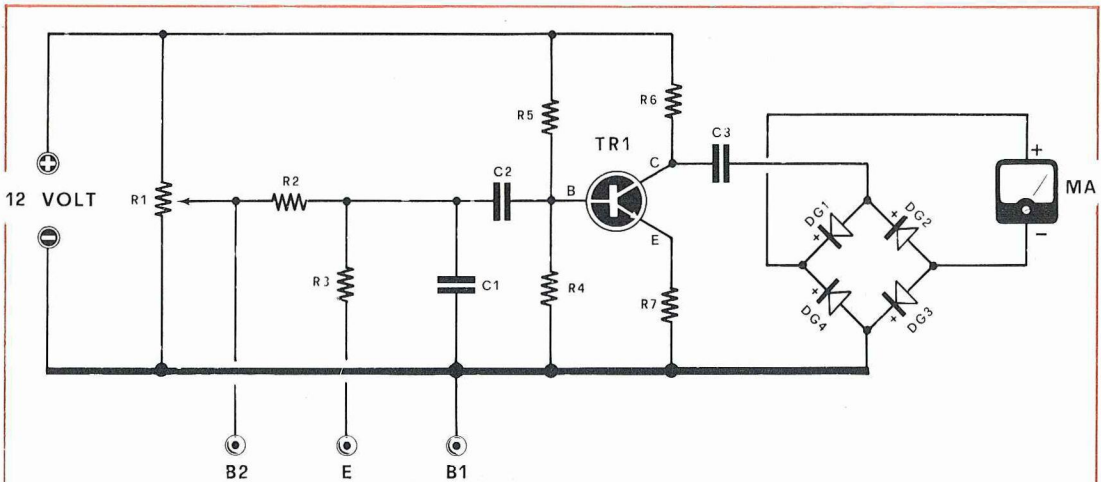 R5
R6
TR1
C
C3
+
MA
12 VOLT
R1
R2
C2
B
E
DG1
+
DG2
+
-
R3
C1
R4
R7
DG4
+
DG3
+
B2
E
B1